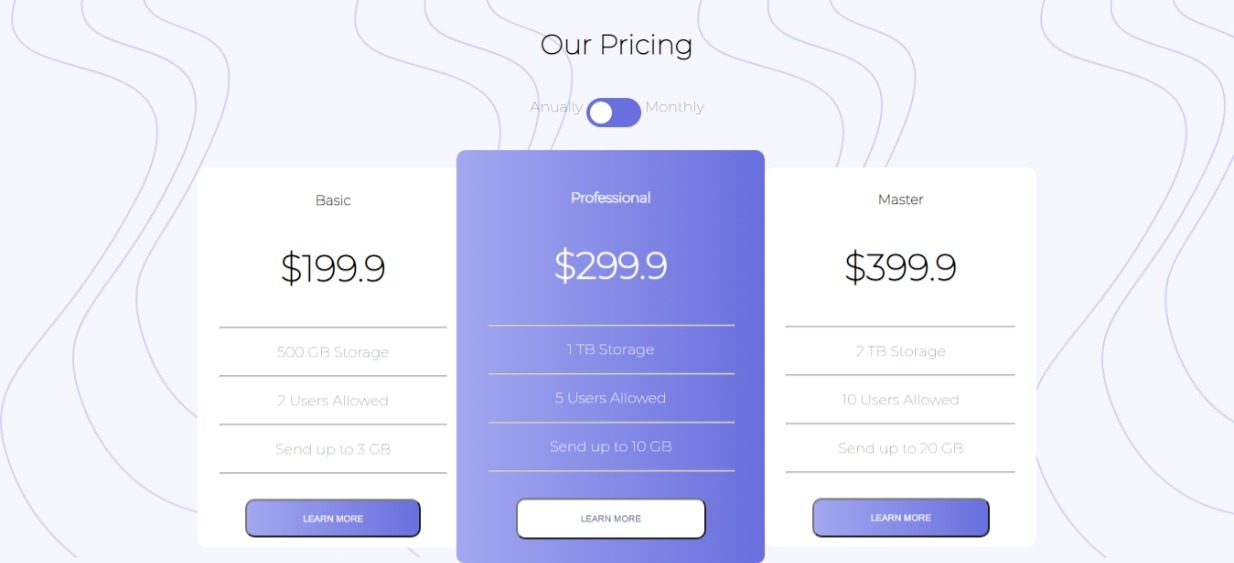 Our Pricing
Anually Monthly
Basic
$199.9
500 GB Storage
2 Users Allowed
Send up to 3 GB
LEARN MORE
Professional
$299.9
1 TB Storage
5 Users Allowed
Send up to 10 GB
LEARN MORE
Master
$399.9
2 TB Storage
10 Users Allowed
Send up to 20 GB
LEARN MORE